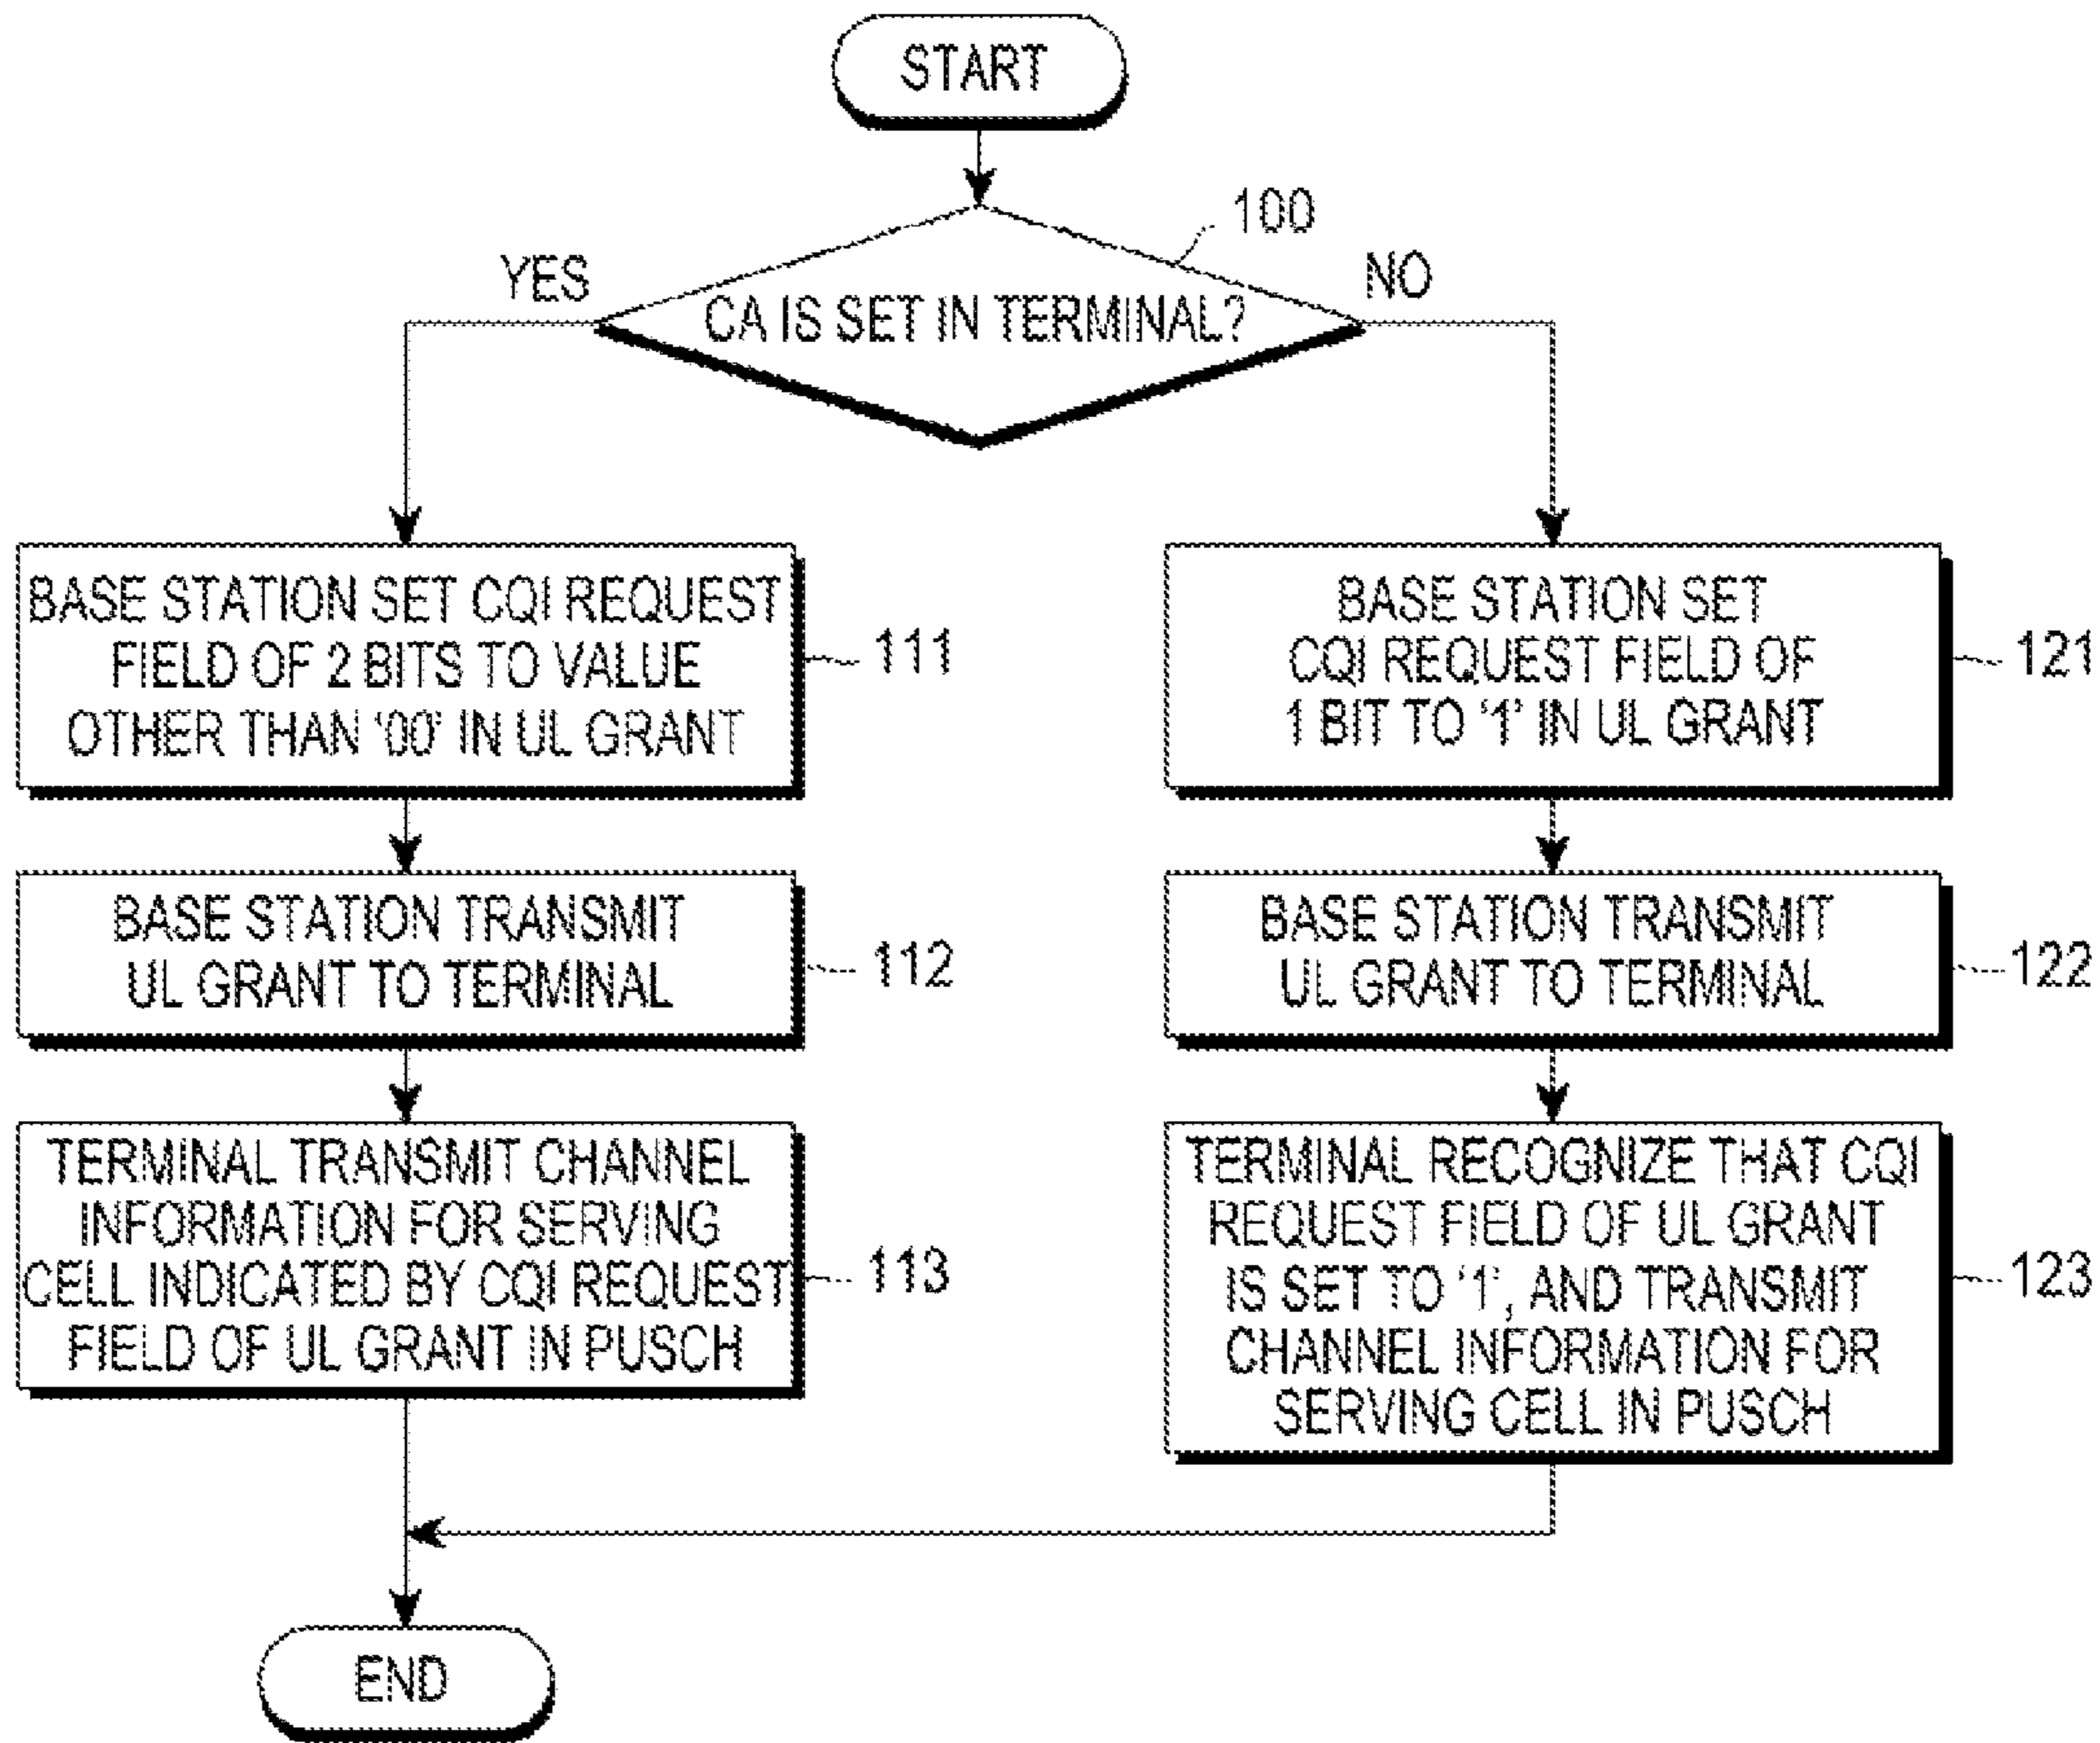 START
100
YES
NO
CA IS SET IN TERMINAL?
BASE STATION SET CQI REQUEST
FIELD OF 2 BITS TO VALUE
OTHER THAN ‘00’ IN UL GRANT
111
BASE STATION SET
CQI REQUEST FIELD OF
1 BIT TO ‘1’ IN UL GRANT
121
BASE STATION TRANSMIT
UL GRANT TO TERMINAL
112
BASE STATION TRANSMIT
UL GRANT TO TERMINAL
122
TERMINAL TRANSMIT CHANNEL
INFORMATION FOR SERVING
CELL INDICATED BY CQI REQUEST
FIELD OF UL GRANT IN PUSCH
113
TERMINAL RECOGNIZE THAT CQI
REQUEST FIELD OF UL GRANT
IS SET TO ‘1’, AND TRANSMIT
CHANNEL INFORMATION FOR
SERVING CELL IN PUSCH
123
END